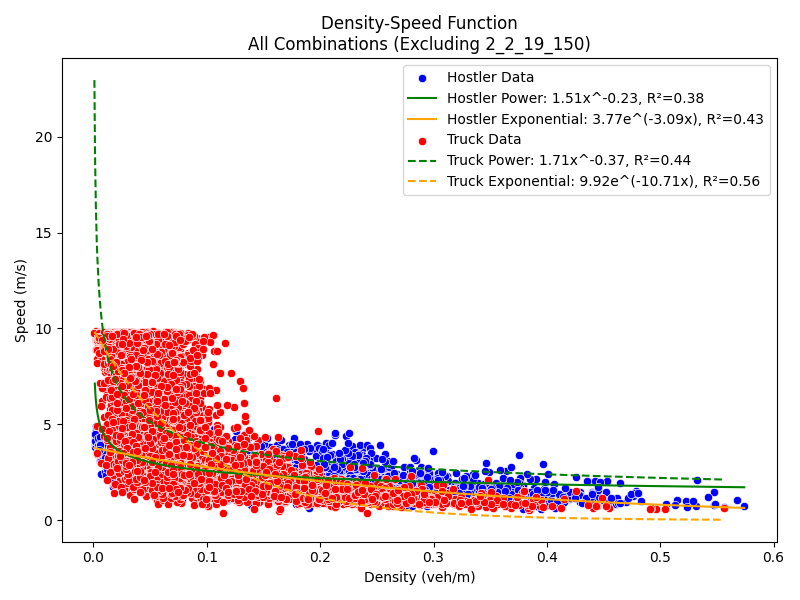 Density-Speed Function
All Combinations (Excluding 2_2_19_150)
Hostler Data
Hostler Power: 1.51x^-0.23, R²=0.38
Hostler Exponential: 3.77e^(-3.09x), R²=0.43
Truck Data
Truck Power: 1.71x^-0.37, R²=0.44
Truck Exponential: 9.92e^(-10.71x), R²=0.56
Speed (m/s)
20
15
10
5
0
0.0 0.1 0.2 0.3 0.4 0.5 0.6
Density (veh/m)